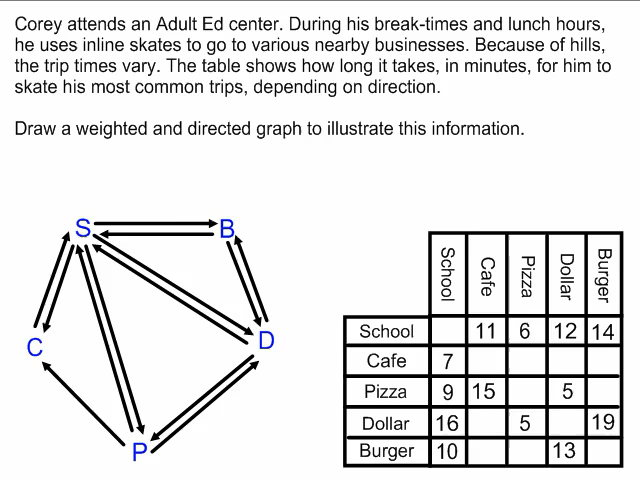 Corey attends an Adult Ed center. During his break-times and lunch hours,
he uses inline skates to go to various nearby businesses. Because of hills,
the trip times vary. The table shows how long it takes, in minutes, for him to
skate his most common trips, depending on direction.
Draw a weighted and directed graph to illustrate this information.
S B
C D
P
School Cafe Pizza Dollar Burger
School 11 6 12 14
Cafe 7
Pizza 9 15 5
Dollar 16 5 19
Burger 10 13